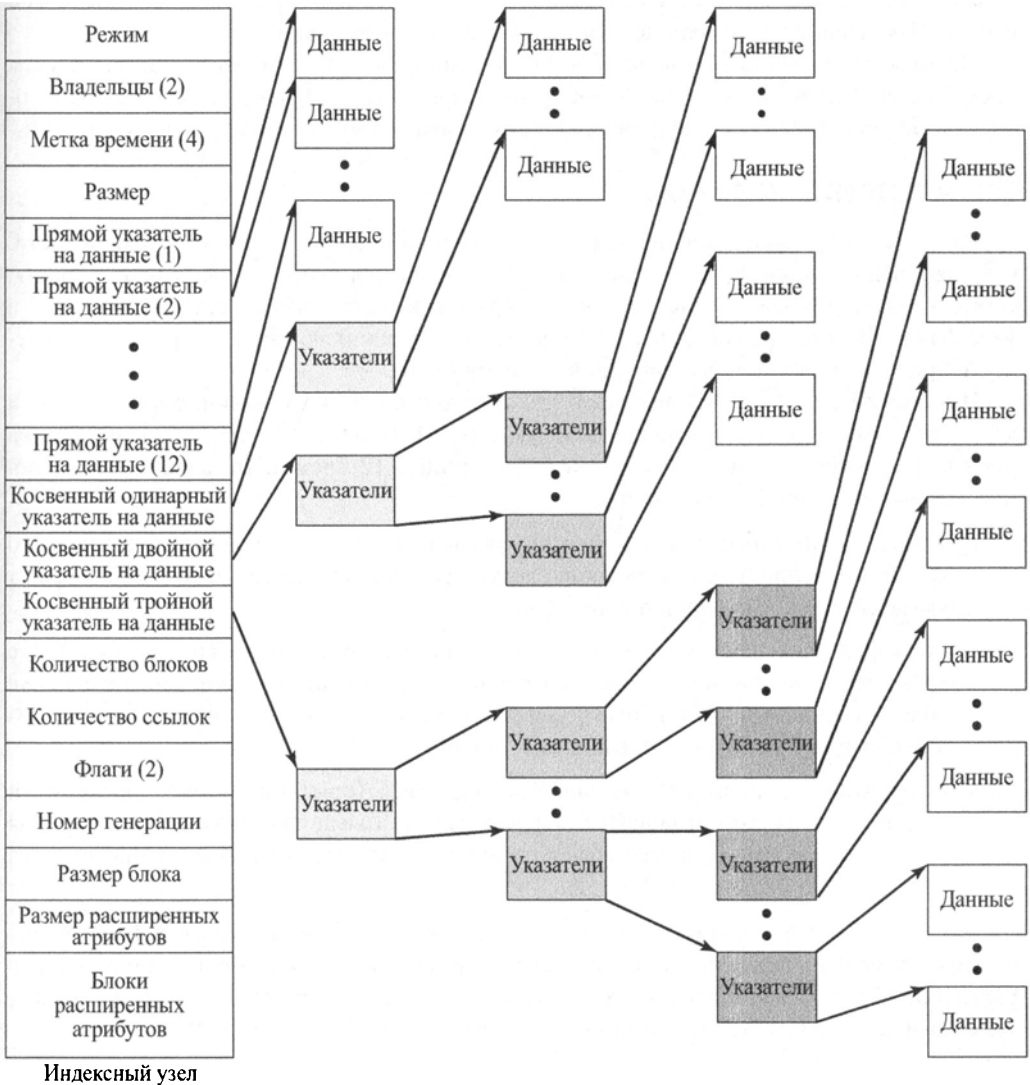 Режим
Владельцы (2)
Метка времени (4)
Размер
Прямой указатель
на данные (1)
Прямой указатель
на данные (2)
Прямой указатель
на данные (12)
Косвенный одинарный
указатель на данные
Косвенный двойной
указатель на данные
Косвенный тройной
указатель на данные
Количество блоков
Количество ссылок
Флаги (2)
Номер генерации
Размер блока
Размер расширенных
атрибутов
Блоки
расширенных
атрибутов
Индексный узел
Данные
Данные
Данные
Указатели
Указатели
Указатели
Данные
Данные
Указатели
Указатели
Указатели
Указатели
Данные
Данные
Данные
Данные
Указатели
Указатели
Указатели
Указатели
Данные
Данные
Данные
Данные
Данные
Данные
Данные
Данные